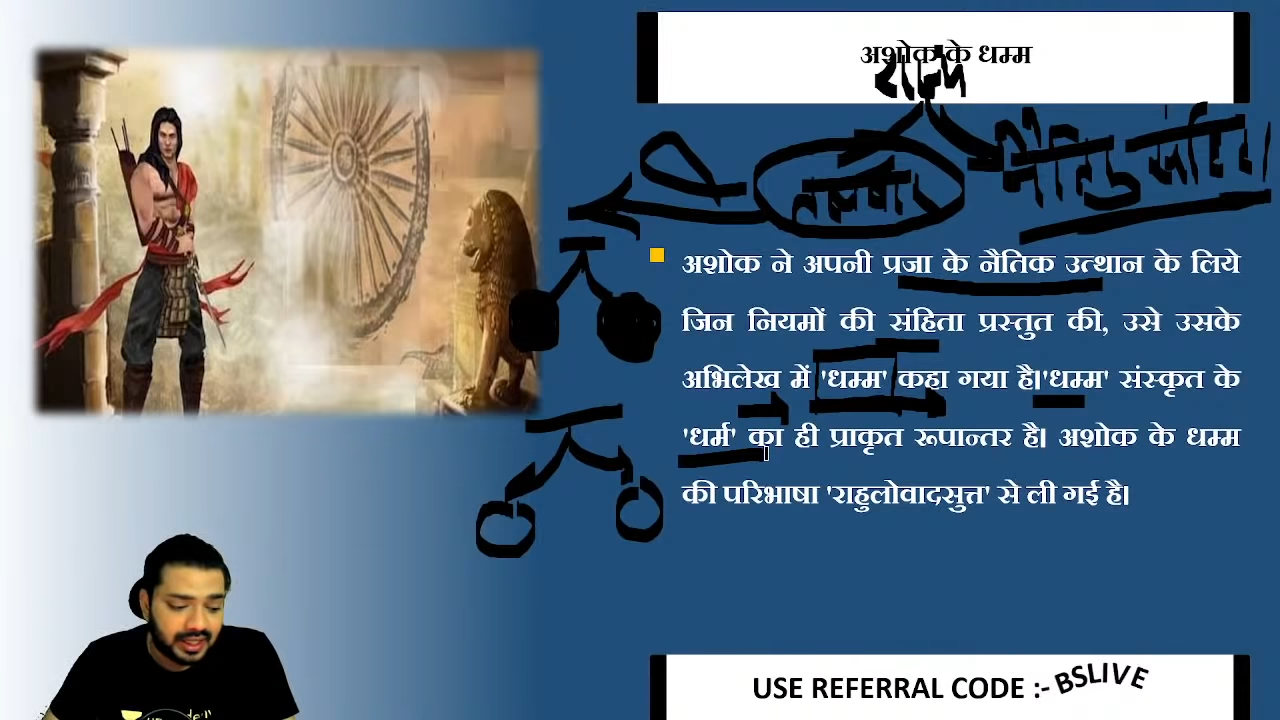 अशोक के धम्म
राज्य
तलवार
नैतिक संहिता
अशोक ने अपनी प्रजा के नैतिक उत्थान के लिये
जिन नियमों की संहिता प्रस्तुत की, उसे उसके
अभिलेख में 'धम्म' कहा गया है।'धम्म' संस्कृत के
'धर्म' का ही प्राकृत रूपान्तर है। अशोक के धम्म
की परिभाषा 'राहुलोवादसुत्त' से ली गई है।
USE REFERRAL CODE :- BSLIVE